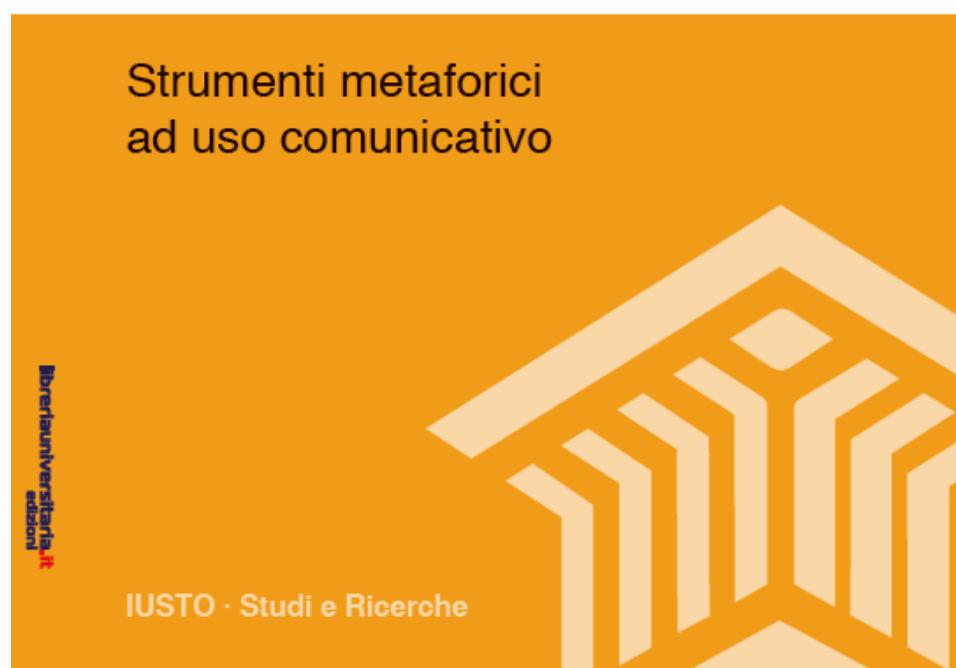 Strumenti metaforici
ad uso comunicativo
libreriauniversitaria.it
edizioni
IUSTO · Studi e Ricerche